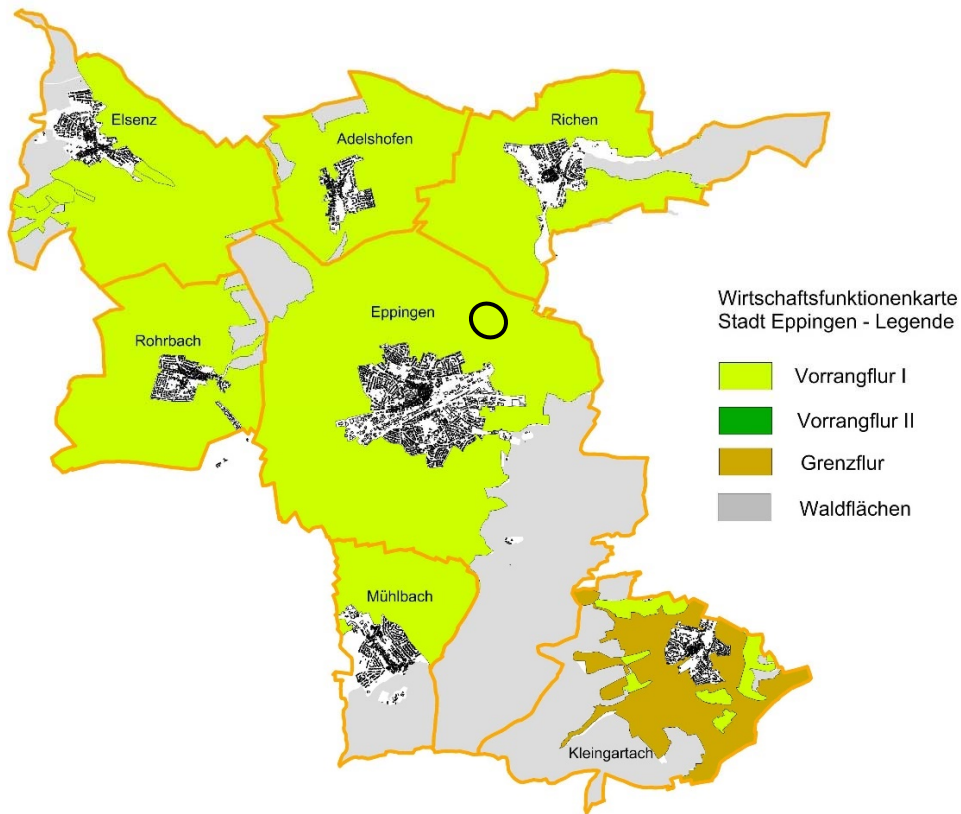 Elsenz
Adelshofen
Richen
Eppingen
Rohrbach
Mühlbach
Kleingartach
Wirtschaftsfunktionenkarte
Stadt Eppingen - Legende
Vorrangflur I
Vorrangflur II
Grenzflur
Waldflächen